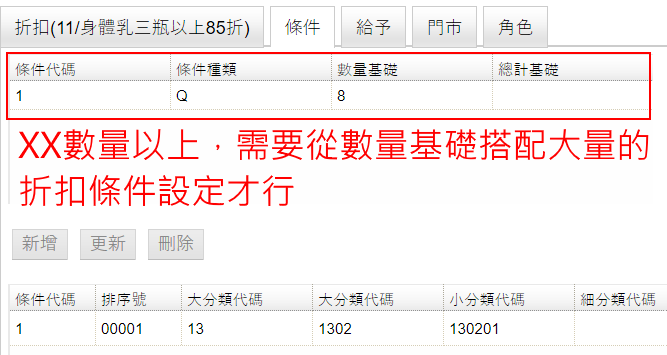 折扣(11/身體乳三瓶以上85折) 條件 給予 門市 角色
條件代碼 條件種類 數量基礎 總計基礎
1 Q 8
XX數量以上，需要從數量基礎搭配大量的
折扣條件設定才行
新增 更新 刪除
條件代碼 排序號 大分類代碼 大分類代碼 小分類代碼 細分類代碼
1 00001 13 1302 130201